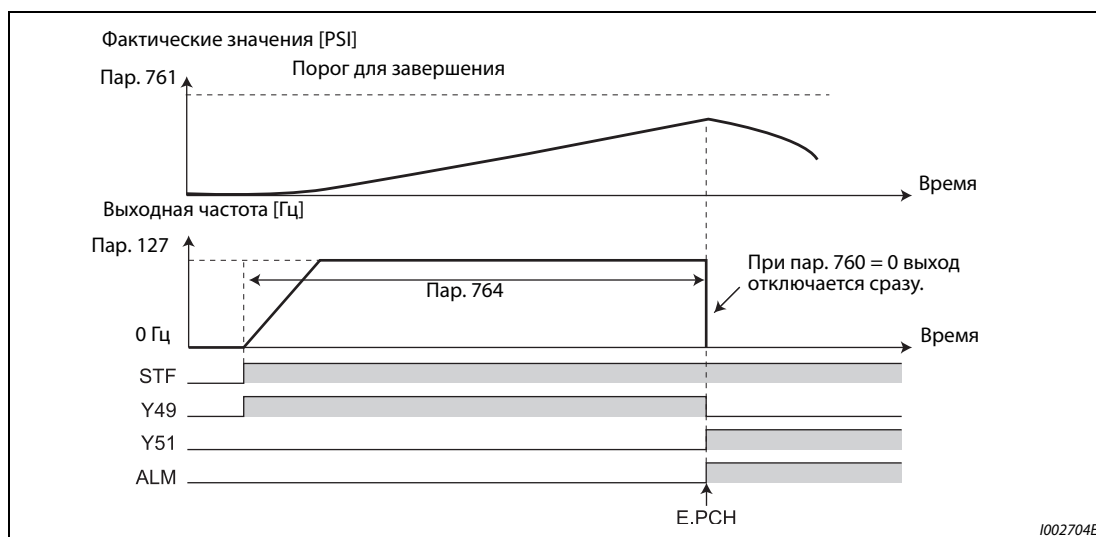 Фактические значения [PSI]
Пар. 761
Порог для завершения
Время
Выходная частота [Гц]
Пар. 127
При пар. 760 = 0 выход
отключается сразу.
Пар. 764
0 Гц
Время
STF
Y49
Y51
ALM
E.PCH
I002704E